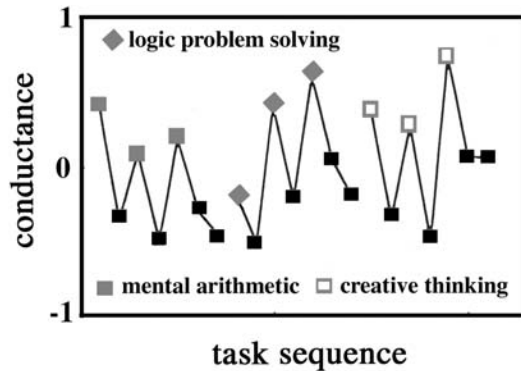 1
logic problem solving
0
conductance
mental arithmetic
creative thinking
-1
task sequence